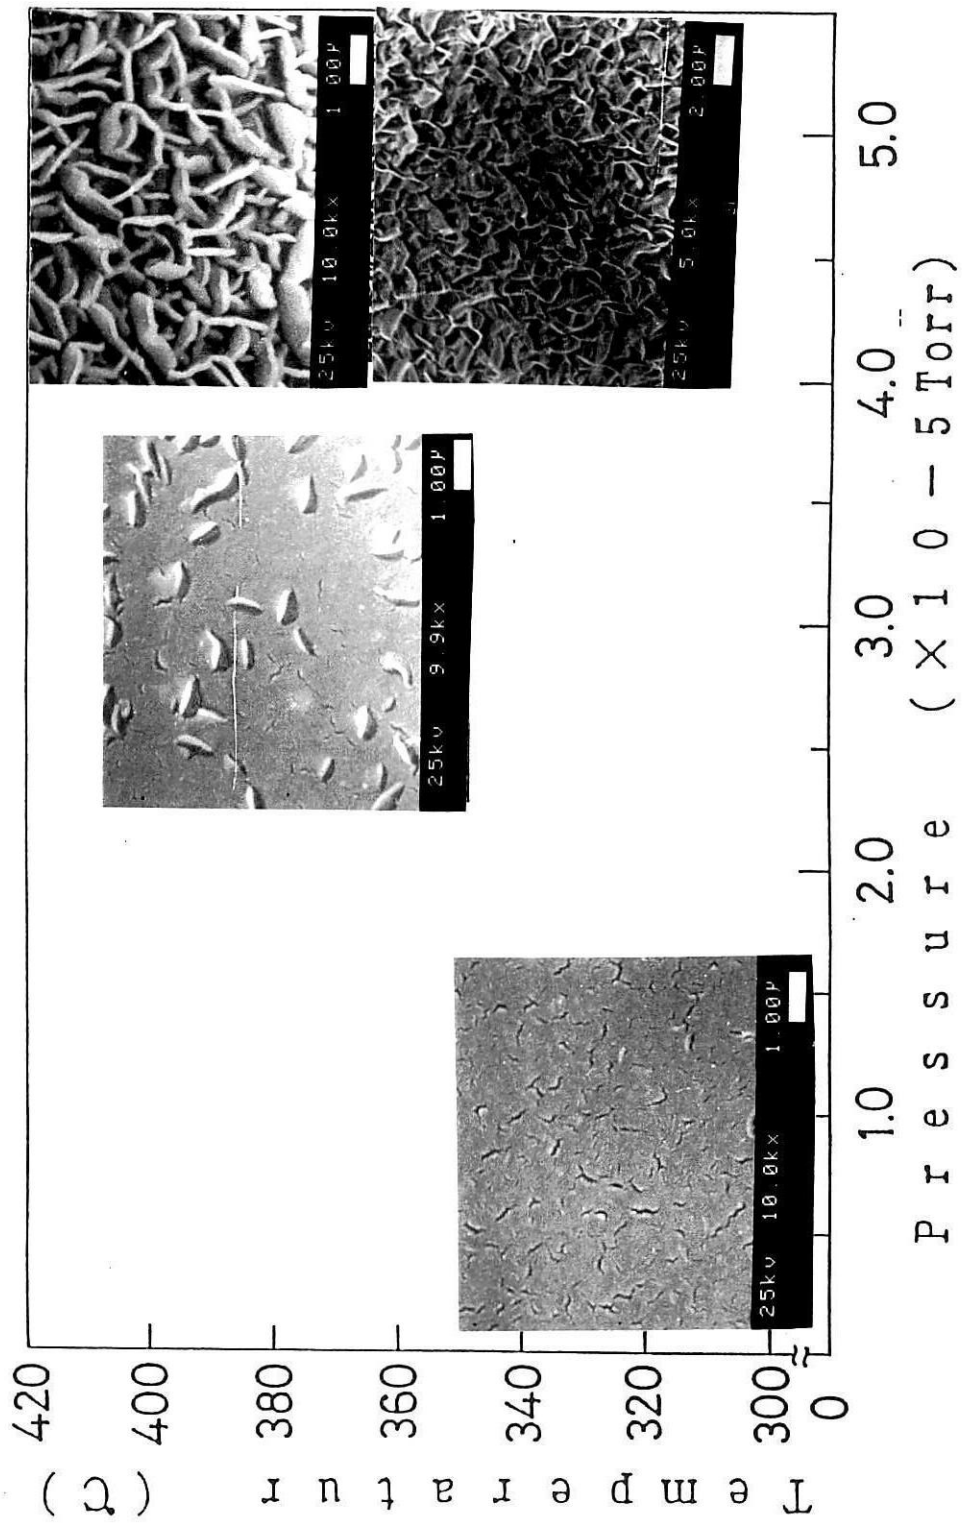 Temperatur (℃)
420
25kV 10.0kx 1.00μ
400
380
25kV 9.9kx 1.00μ
360
25kV 5.0kx 2.00μ
340
320
300
25kV 10.0kx 1.00μ
0
1.0 2.0 3.0 4.0 5.0
Pressure (×10−5Torr)